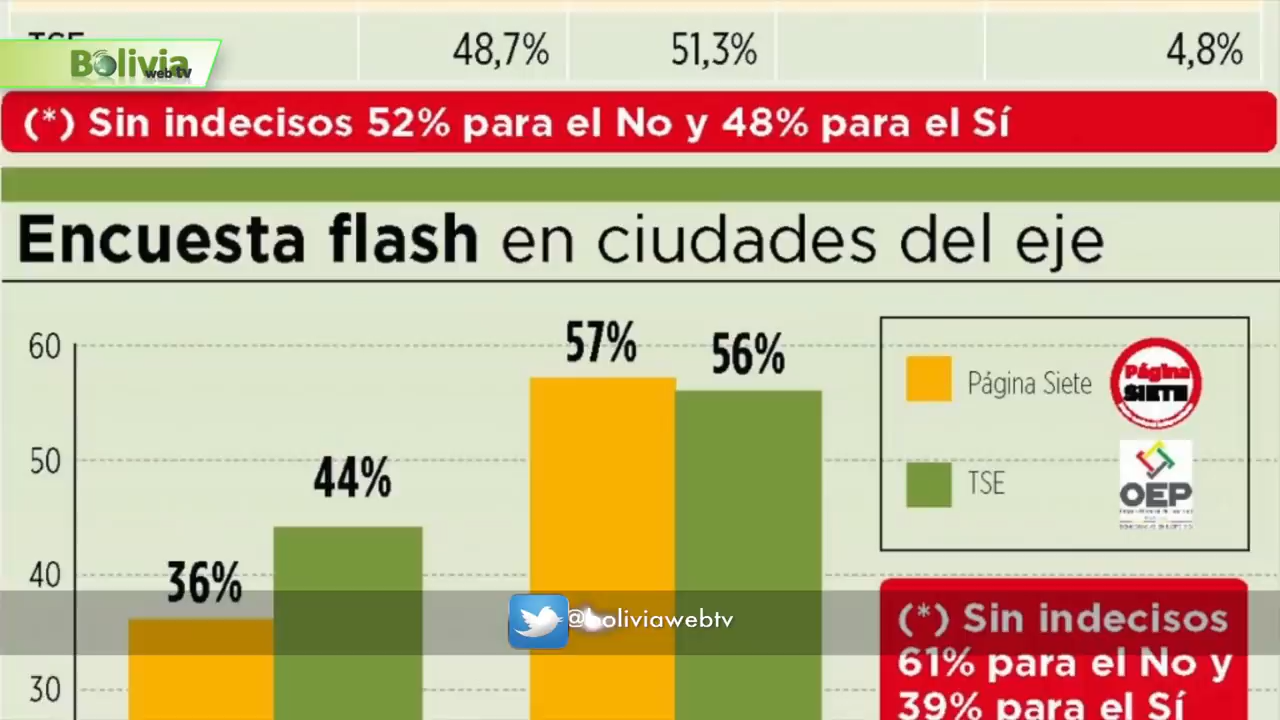 TSE 48,7% 51,3% 4,8%
Bolivia
web tv
(*) Sin indecisos 52% para el No y 48% para el Sí
Encuesta flash en ciudades del eje
60
57%
56%
Página Siete
Página
SIETE
50
44%
TSE
OEP
40
36%
@boliviawebtv
(*) Sin indecisos
61% para el No y
39% para el Sí
30